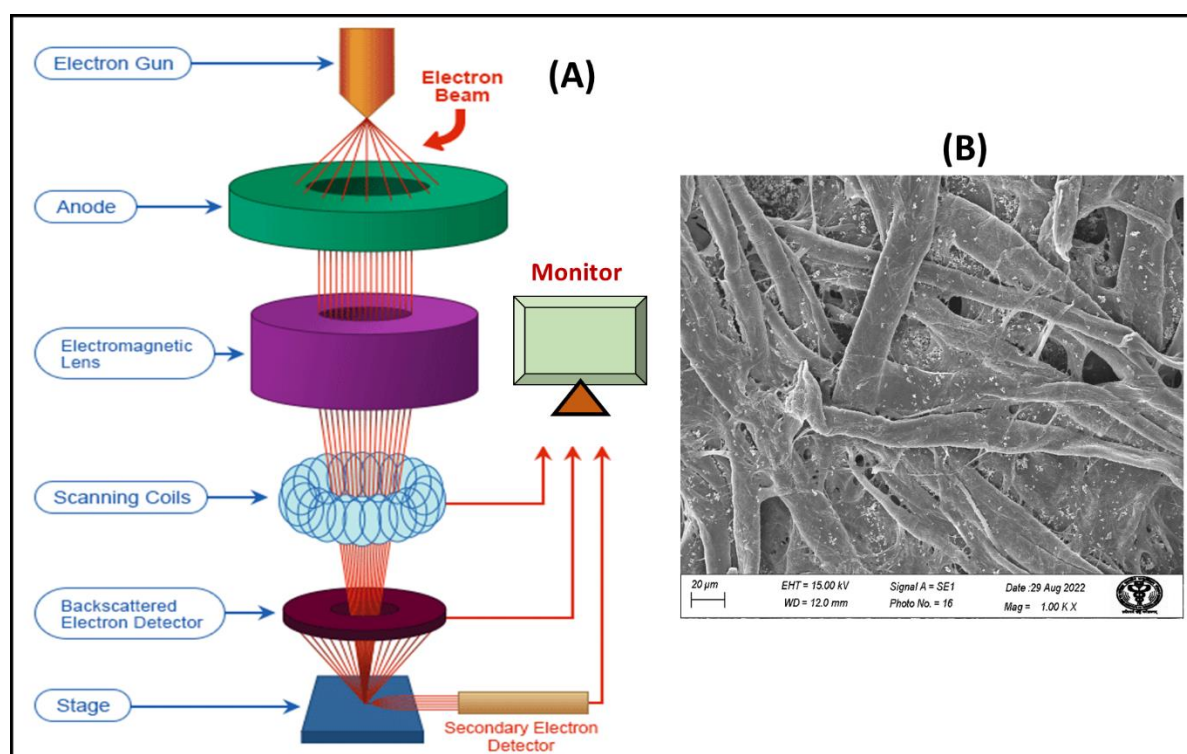 (A)
Electron Gun
Electron
Beam
Anode
Monitor
Electromagnetic
Lens
Scanning Coils
Backscattered
Electron Detector
Stage
Secondary Electron
Detector
(B)
20 µm
EHT = 15.00 kV
Signal A = SE1
Date :29 Aug 2022
WD = 12.0 mm
Photo No. = 16
Mag = 1.00 K X